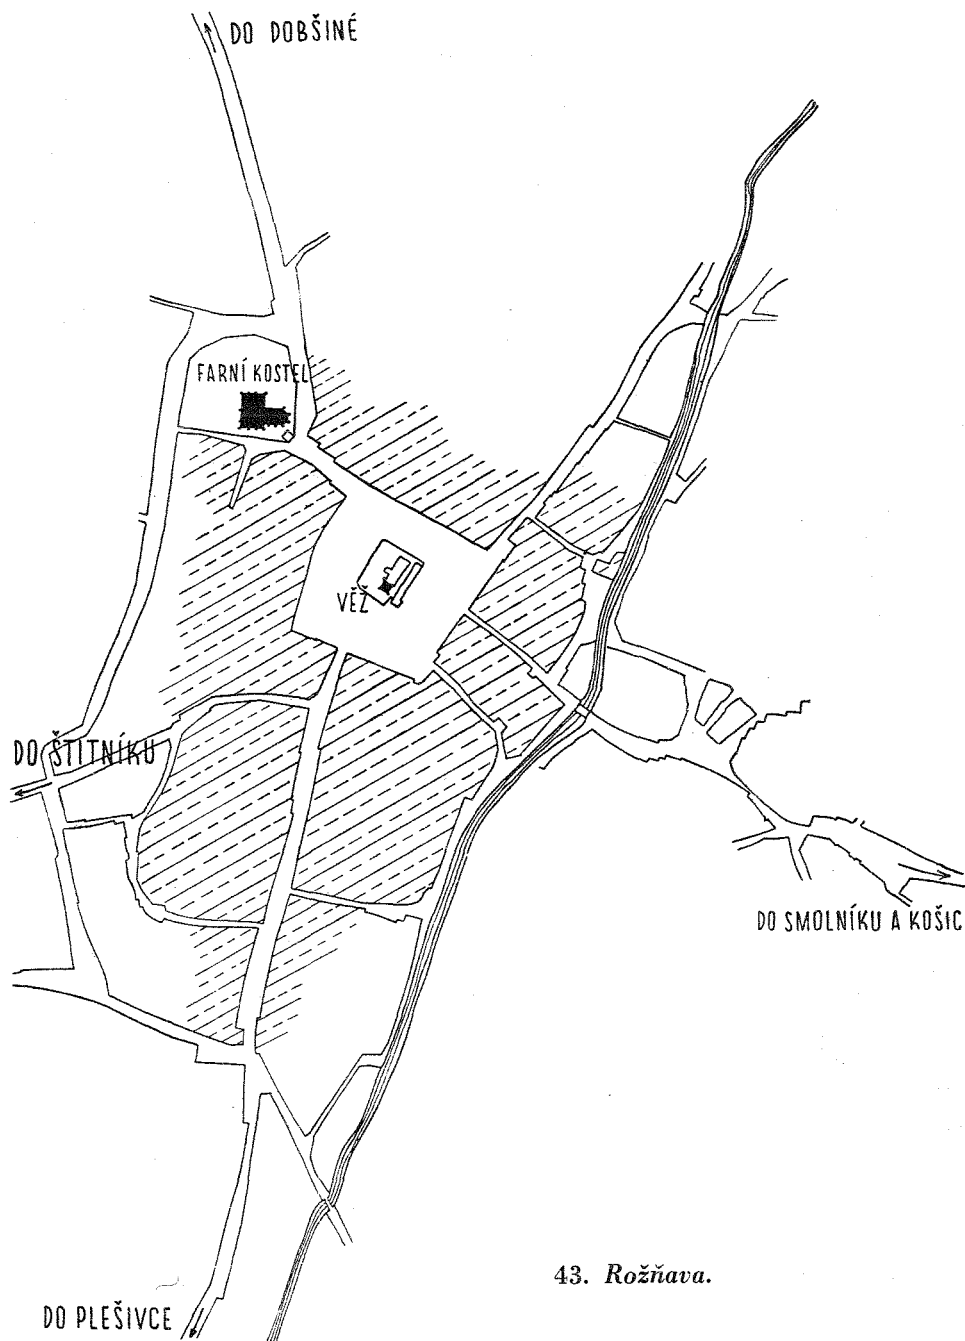 DO DOBŠINÉ
FARNÍ KOSTEL
VĚŽ
DO ŠTITNÍKU
DO SMOLNÍKU A KOŠIC
43. Rožňava.
DO PLEŠIVCE